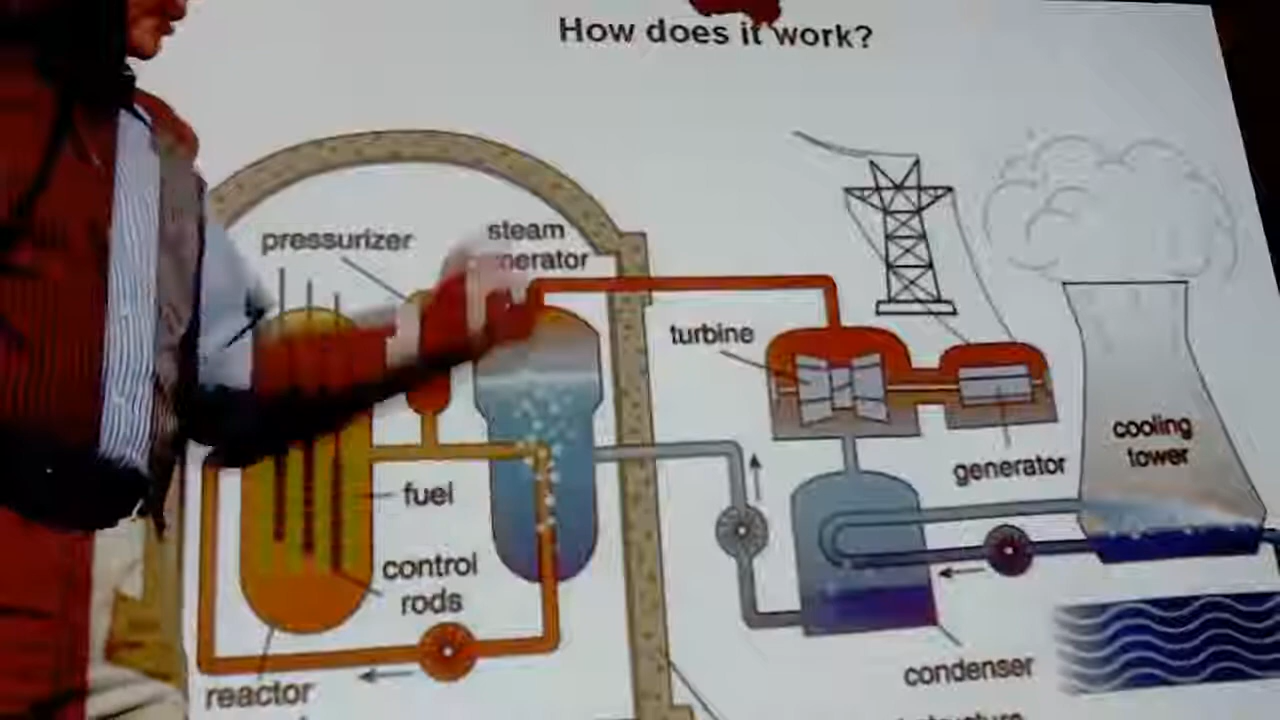 How does it work?
pressurizer
steam
turbine
cooling
tower
generator
fuel
control
rods
reactor
condenser